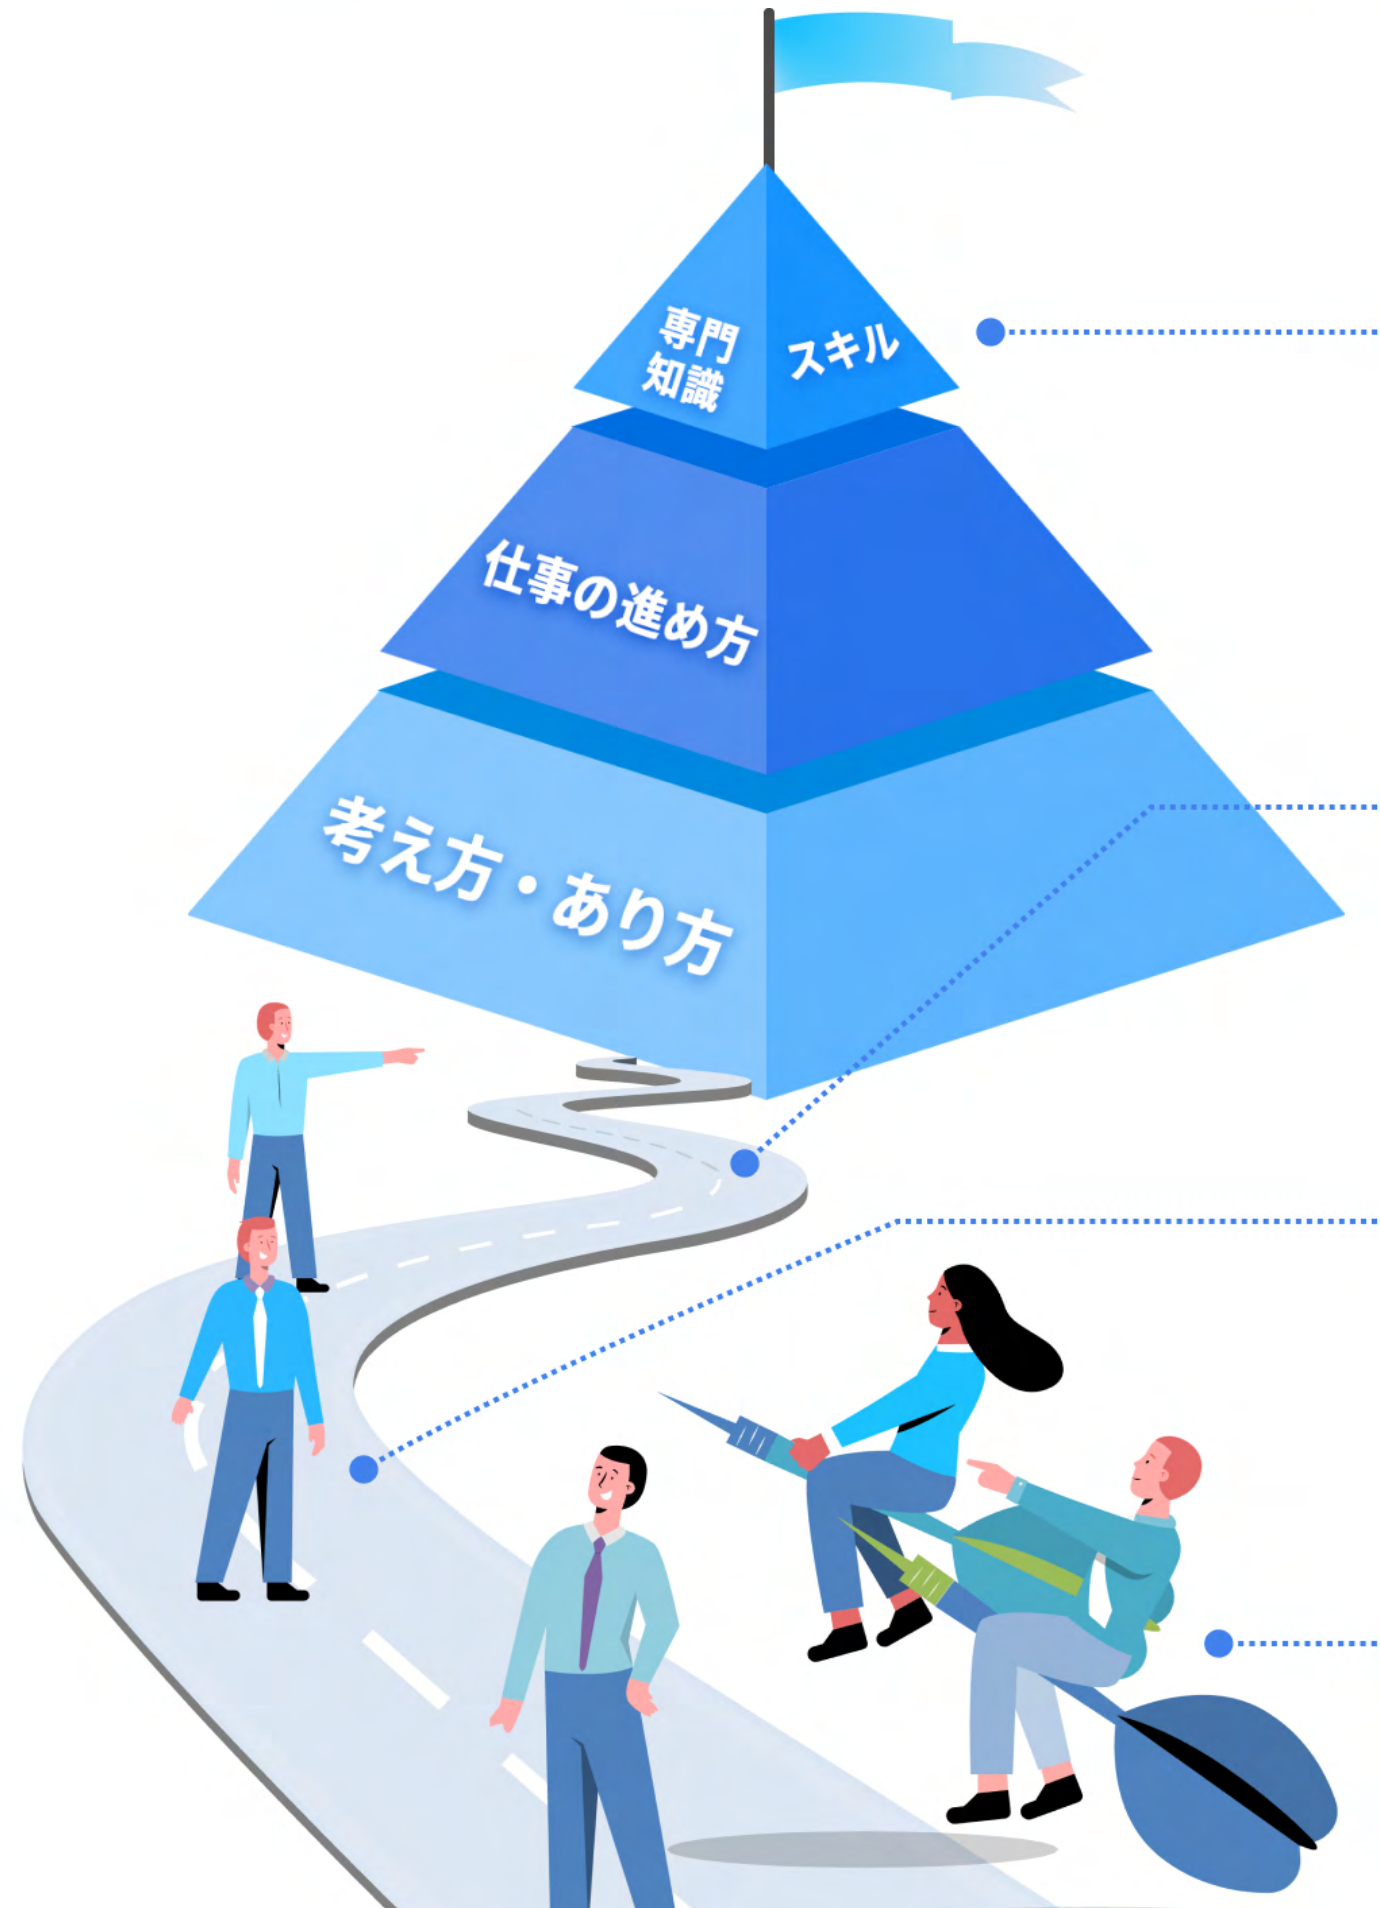 専門
知識
スキル
仕事の進め方
考え方・あり方